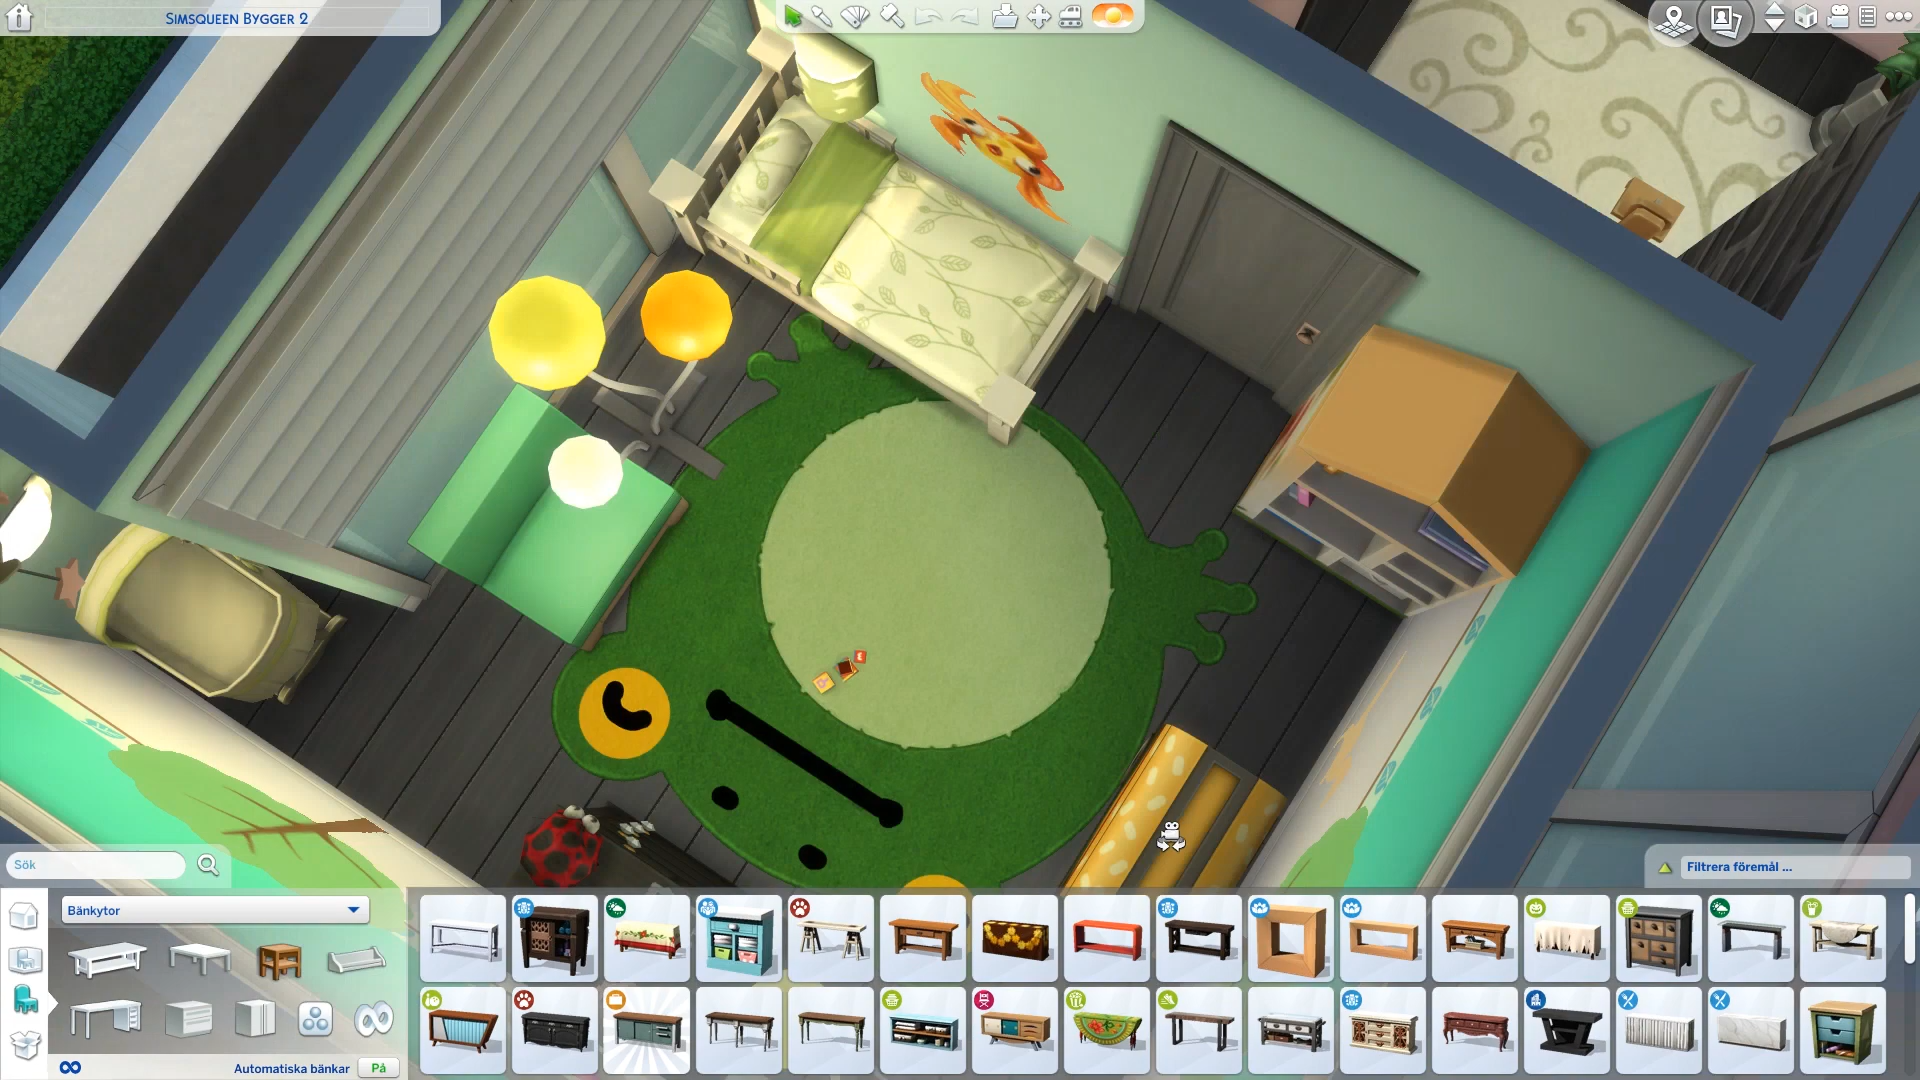 Simsqueen Bygger 2
Sök
Filtrera föremål ...
Bänkytor
Automatiska bänkar
På